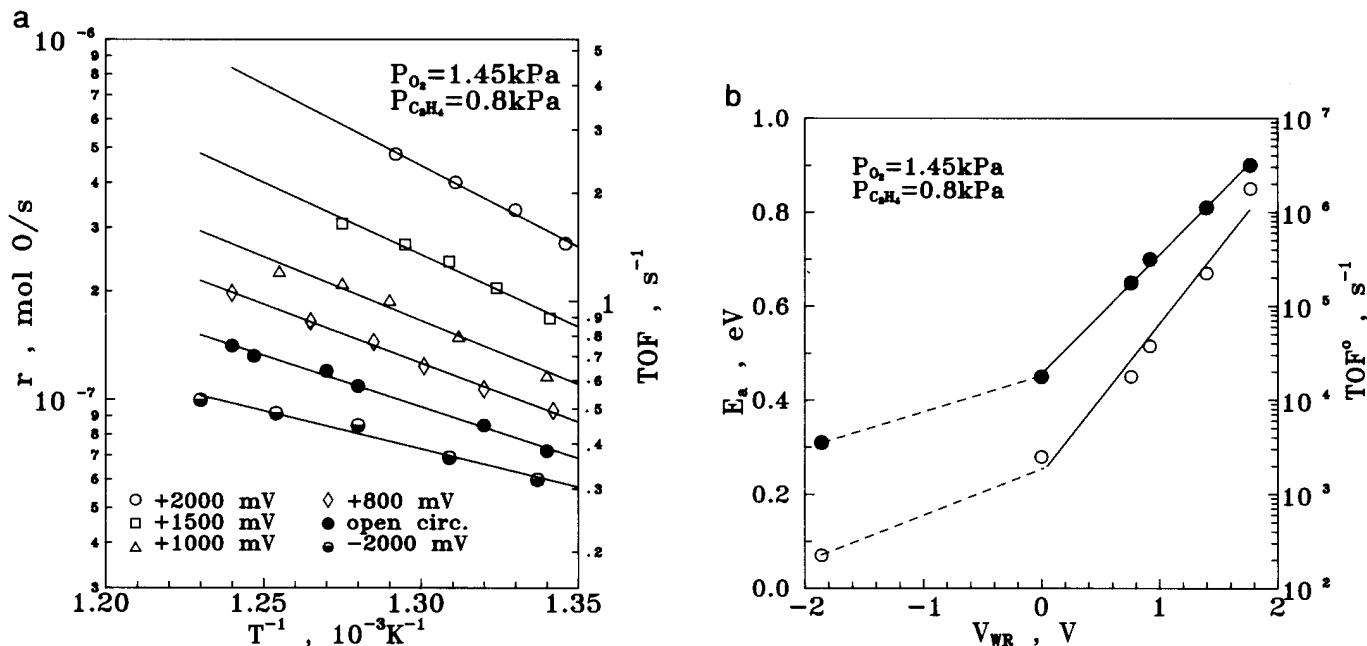 a
P_O₂=1.45kPa
P_C₂H₄=0.8kPa
10⁻⁶
9
8
7
6
5
4
3
2
10⁻⁷
9
8
7
6
5
4
3
r , mol O/s
5
4
3
2
1
.9
.8
.7
.6
.5
.4
.3
.2
TOF , s⁻¹
+2000 mV
+1500 mV
+1000 mV
+800 mV
open circ.
−2000 mV
1.20 1.25 1.30 1.35
T⁻¹ , 10⁻³K⁻¹
b
P_O₂=1.45kPa
P_C₂H₄=0.8kPa
1.0
0.8
0.6
0.4
0.2
0.0
E_a , eV
10⁷
10⁶
10⁵
10⁴
10³
10²
TOF° , s⁻¹
−2 −1 0 1 2
V_WR , V